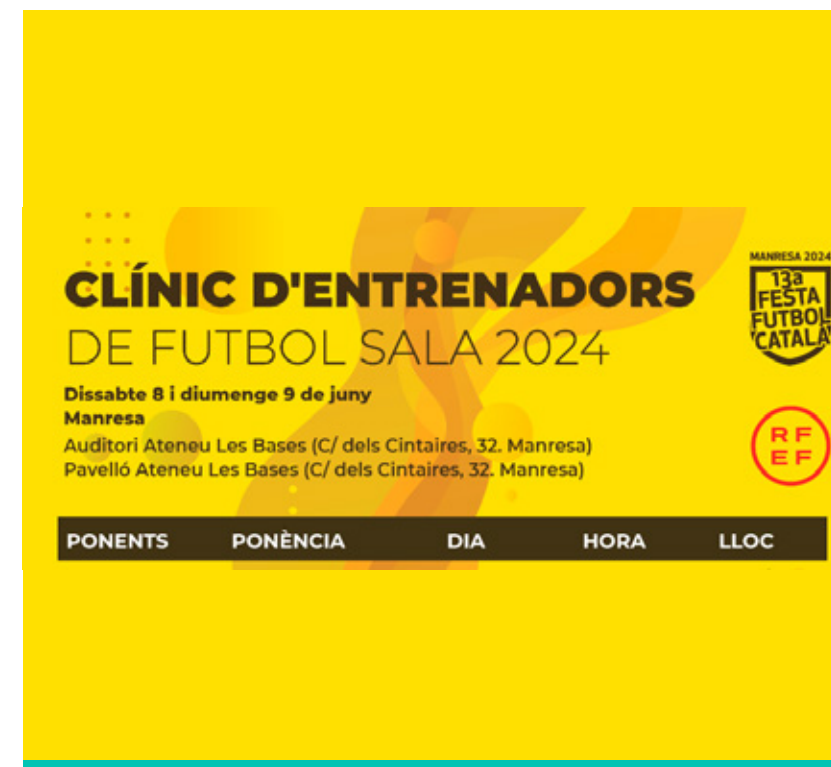 MANRESA 2024
13a
FESTA
FUTBOL
CATALÀ
CLÍNIC D'ENTRENADORS
DE FUTBOL SALA 2024
Dissabte 8 i diumenge 9 de juny
Manresa
Auditori Ateneu Les Bases (C/ dels Cintaires, 32. Manresa)
Pavelló Ateneu Les Bases (C/ dels Cintaires, 32. Manresa)
RF
EF
PONENTS PONÈNCIA DIA HORA LLOC